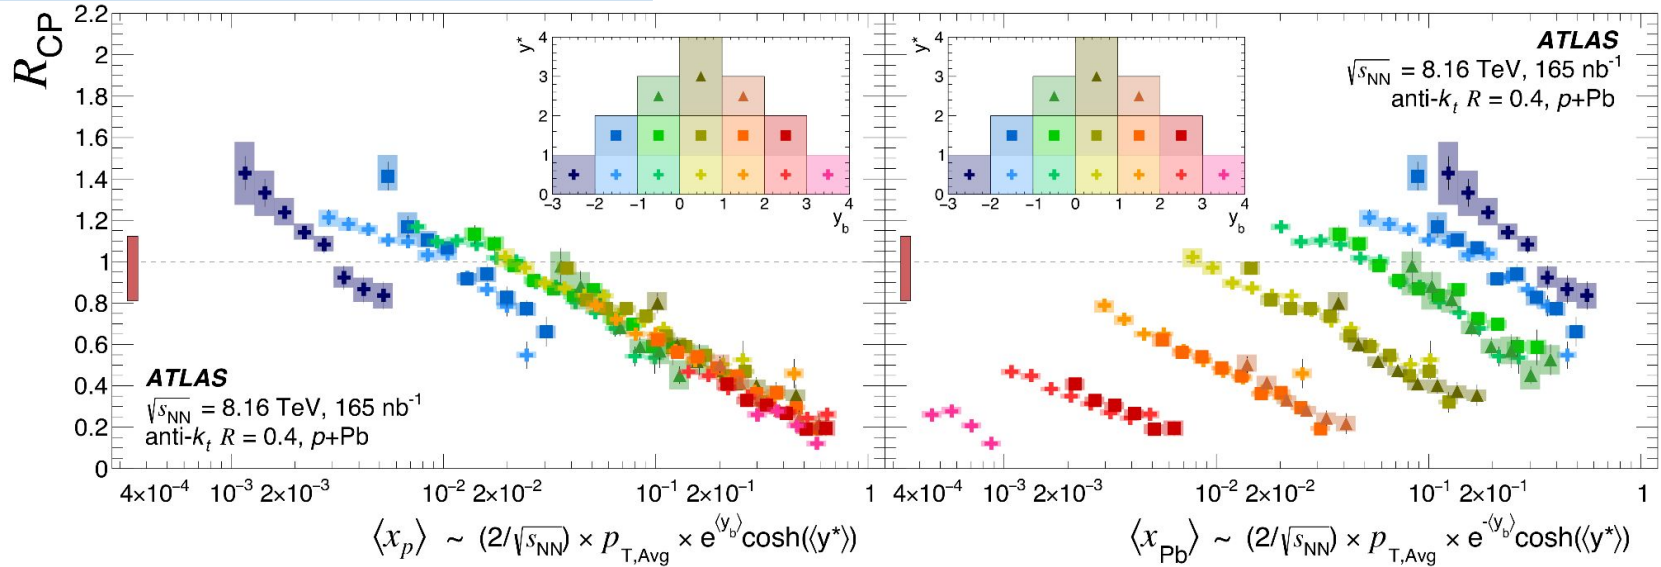 R_CP
2.2
2
1.8
1.6
1.4
1.2
1
0.8
0.6
0.4
0.2
0
y*
4
3
2
1
0
−3 −2 −1 0 1 2 3 4
y_b
ATLAS
√s_NN = 8.16 TeV, 165 nb⁻¹
anti-k_t R = 0.4, p+Pb
4×10⁻⁴ 10⁻³ 2×10⁻³ 10⁻² 2×10⁻² 10⁻¹ 2×10⁻¹ 1
⟨x_p⟩ ~ (2/√s_NN) × p_T,Avg × e^⟨y_b⟩cosh(⟨y*⟩)
y*
4
3
2
1
0
−3 −2 −1 0 1 2 3 4
y_b
ATLAS
√s_NN = 8.16 TeV, 165 nb⁻¹
anti-k_t R = 0.4, p+Pb
4×10⁻⁴ 10⁻³ 2×10⁻³ 10⁻² 2×10⁻² 10⁻¹ 2×10⁻¹ 1
⟨x_Pb⟩ ~ (2/√s_NN) × p_T,Avg × e^-⟨y_b⟩cosh(⟨y*⟩)